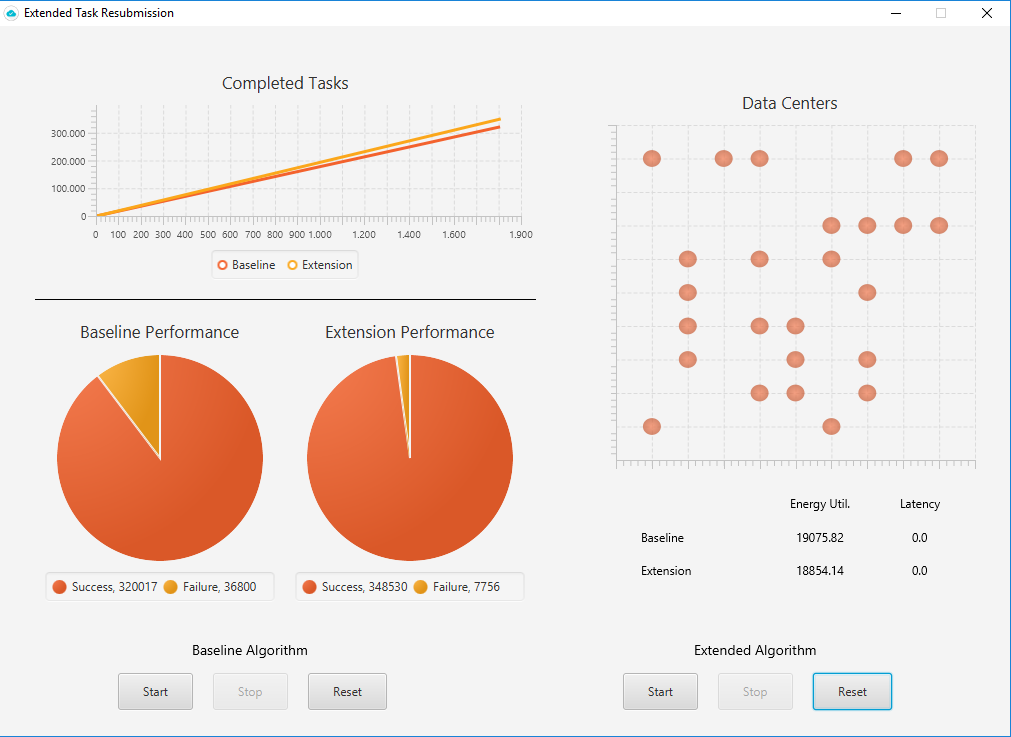 Extended Task Resubmission
Completed Tasks
300.000
200.000
100.000
0
0 100 200 300 400 500 600 700 800 900 1.000 1.200 1.400 1.600 1.900
Baseline Extension
Baseline Performance
Success, 320017 Failure, 36800
Extension Performance
Success, 348530 Failure, 7756
Baseline Algorithm
Start Stop Reset
Data Centers
Energy Util. Latency
Baseline 19075.82 0.0
Extension 18854.14 0.0
Extended Algorithm
Start Stop Reset